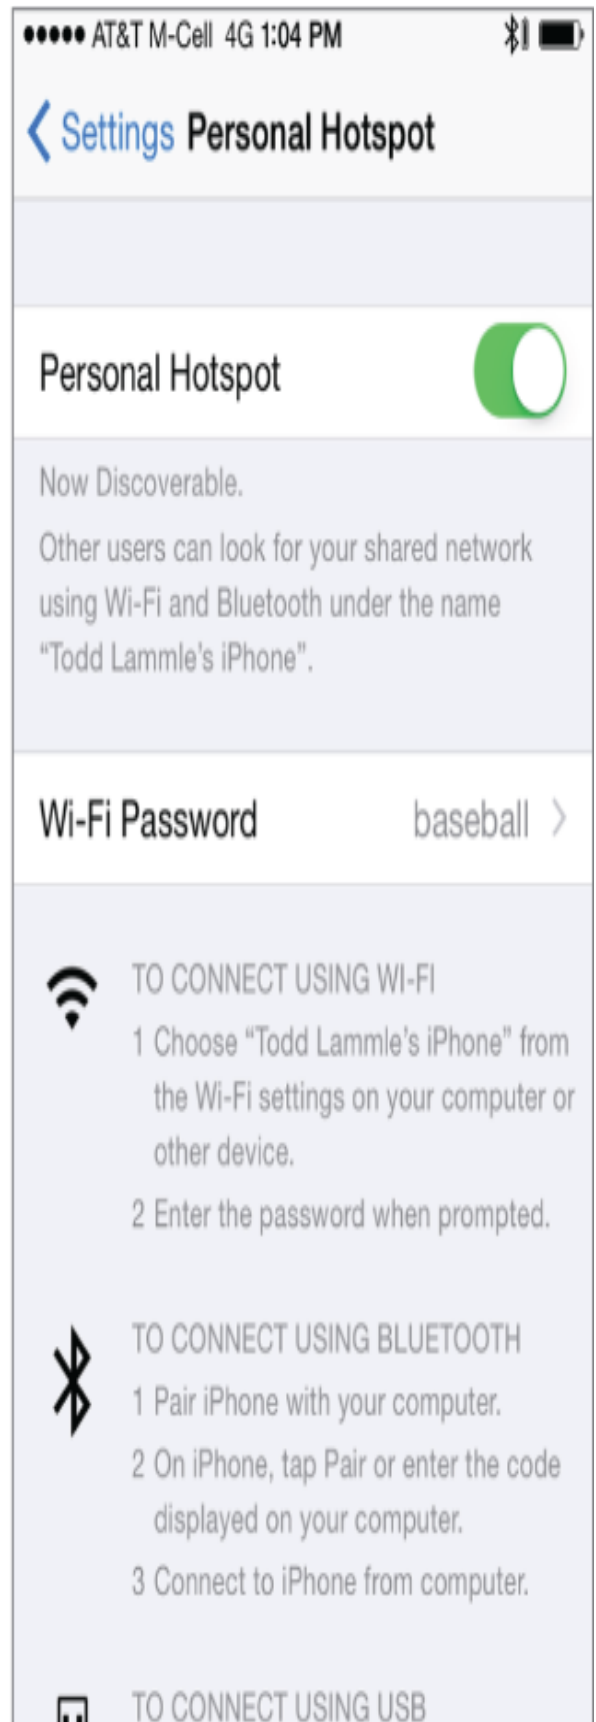 AT&T M-Cell 4G 1:04 PM
Settings Personal Hotspot
Personal Hotspot
Now Discoverable.
Other users can look for your shared network
using Wi-Fi and Bluetooth under the name
“Todd Lammle’s iPhone”.
Wi-Fi Password baseball
TO CONNECT USING WI-FI
1 Choose “Todd Lammle’s iPhone” from
the Wi-Fi settings on your computer or
other device.
2 Enter the password when prompted.
TO CONNECT USING BLUETOOTH
1 Pair iPhone with your computer.
2 On iPhone, tap Pair or enter the code
displayed on your computer.
3 Connect to iPhone from computer.
TO CONNECT USING USB